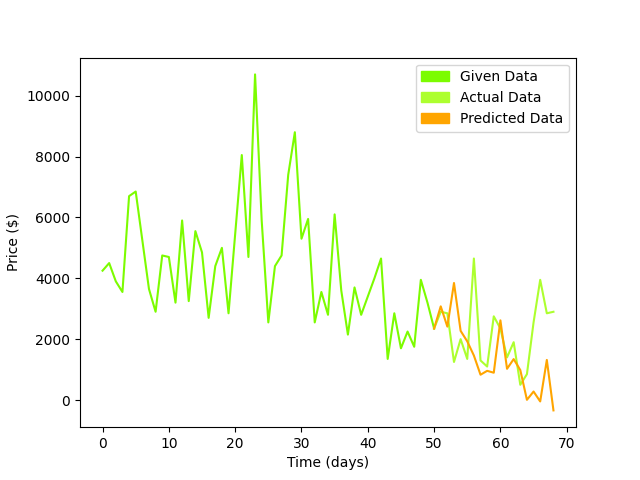 Given Data
Actual Data
Predicted Data
10000
8000
6000
4000
2000
0
Price ($)
0 10 20 30 40 50 60 70
Time (days)